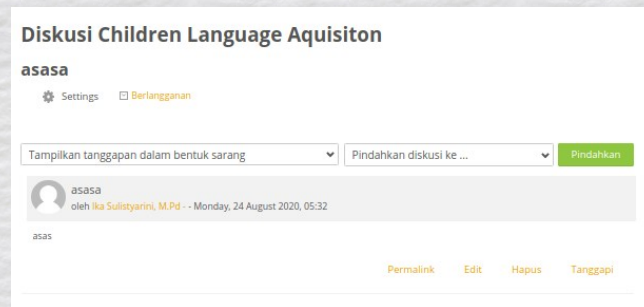 Diskusi Children Language Aquisiton
asasa
Settings Berlangganan
Tampilkan tanggapan dalam bentuk sarang Pindahkan diskusi ke ... Pindahkan
asasa
oleh Ika Sulistyarini, M.Pd - - Monday, 24 August 2020, 05:32
asas
Permalink Edit Hapus Tanggapi